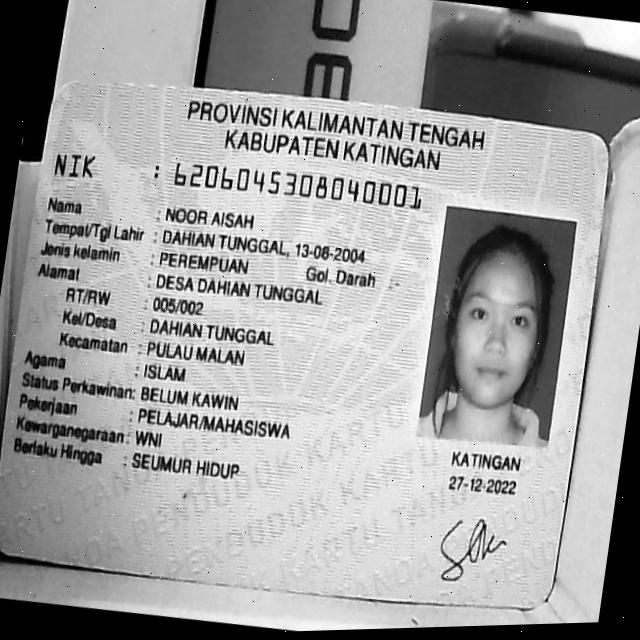 PROVINSI KALIMANTAN TENGAH
KABUPATEN KATINGAN
NIK : 6206045308040001
Nama : NOOR AISAH
Tempat/Tgl Lahir : DAHIAN TUNGGAL, 13-08-2004
Jenis kelamin : PEREMPUAN Gol. Darah :-
Alamat : DESA DAHIAN TUNGGAL
RT/RW : 005/002
Kel/Desa : DAHIAN TUNGGAL
Kecamatan : PULAU MALAN
Agama : ISLAM
Status Perkawinan: BELUM KAWIN
Pekerjaan : PELAJAR/MAHASISWA
Kewarganegaraan: WNI
Berlaku Hingga : SEUMUR HIDUP
KATINGAN
27-12-2022